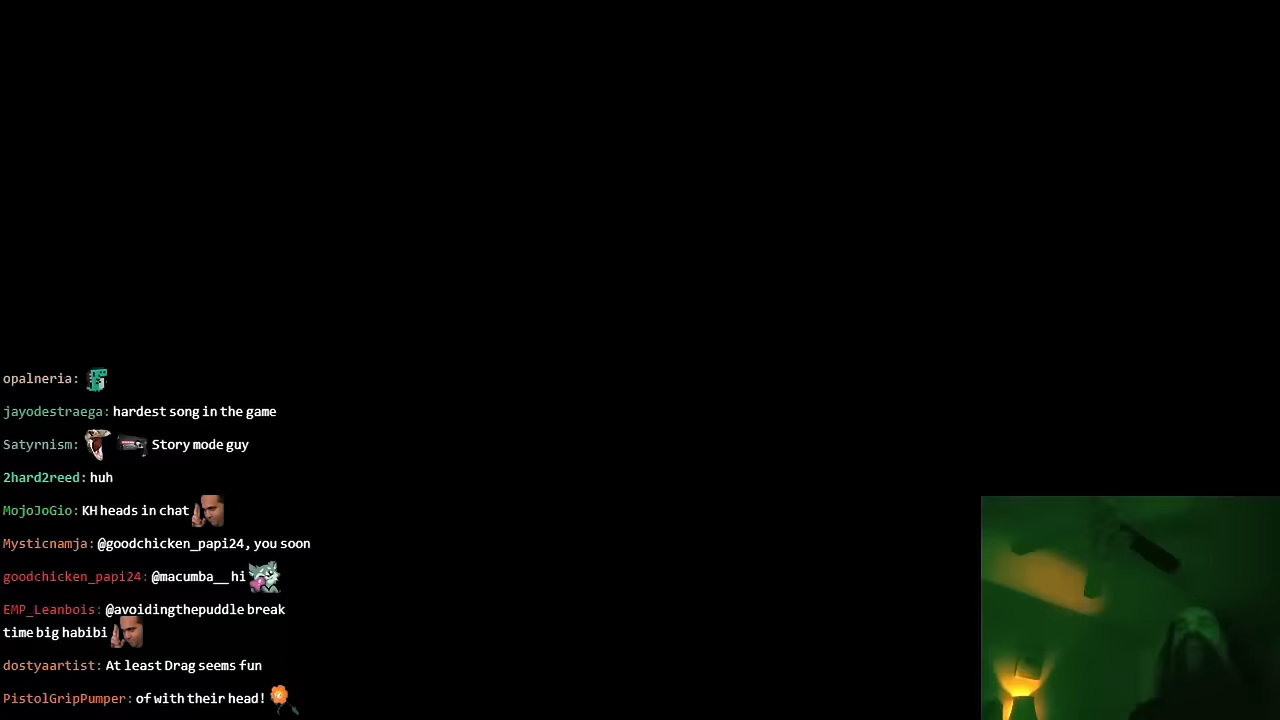 opalneria:
jayodestraega: hardest song in the game
Satyrnism: Story mode guy
2hard2reed: huh
MojoJoGio: KH heads in chat
Mysticnamja: @goodchicken_papi24, you soon
goodchicken_papi24: @macumba__ hi
EMP_Leanbois: @avoidingthepuddle break
time big habibi
dostyaartist: At least Drag seems fun
PistolGripPumper: of with their head!